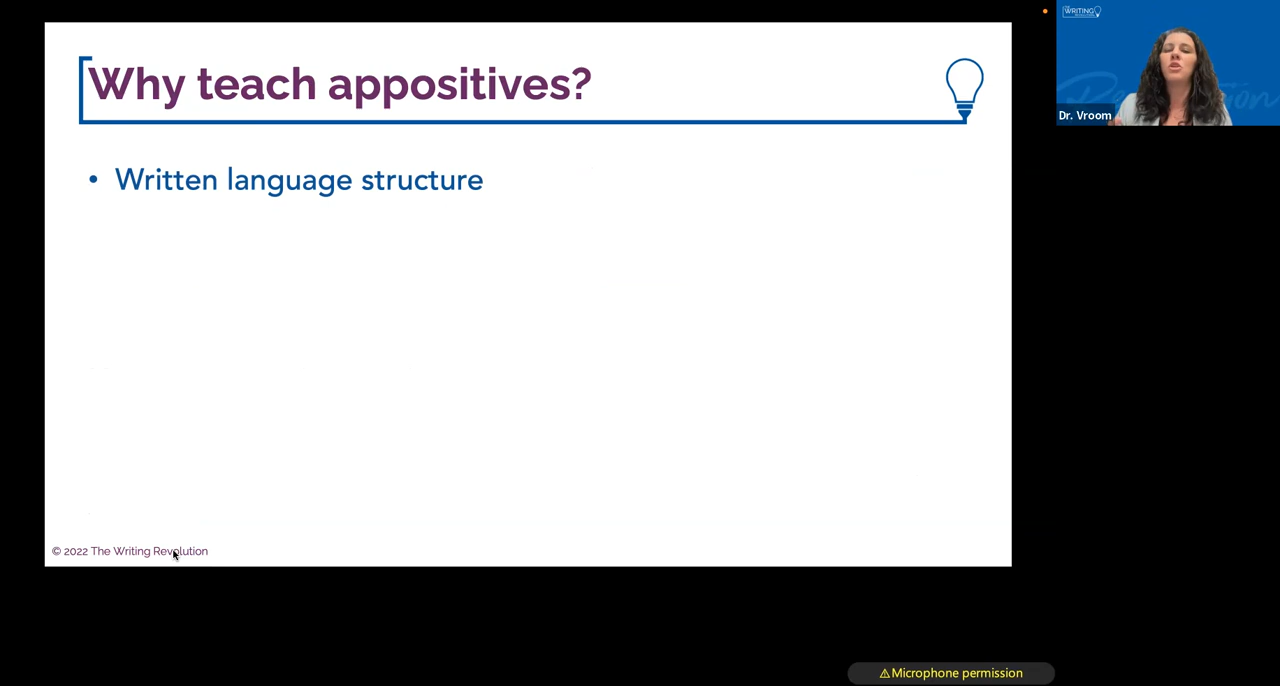 Why teach appositives?
• Written language structure
© 2022 The Writing Revolution
WRITING
Dr. Vroom
⚠Microphone permission